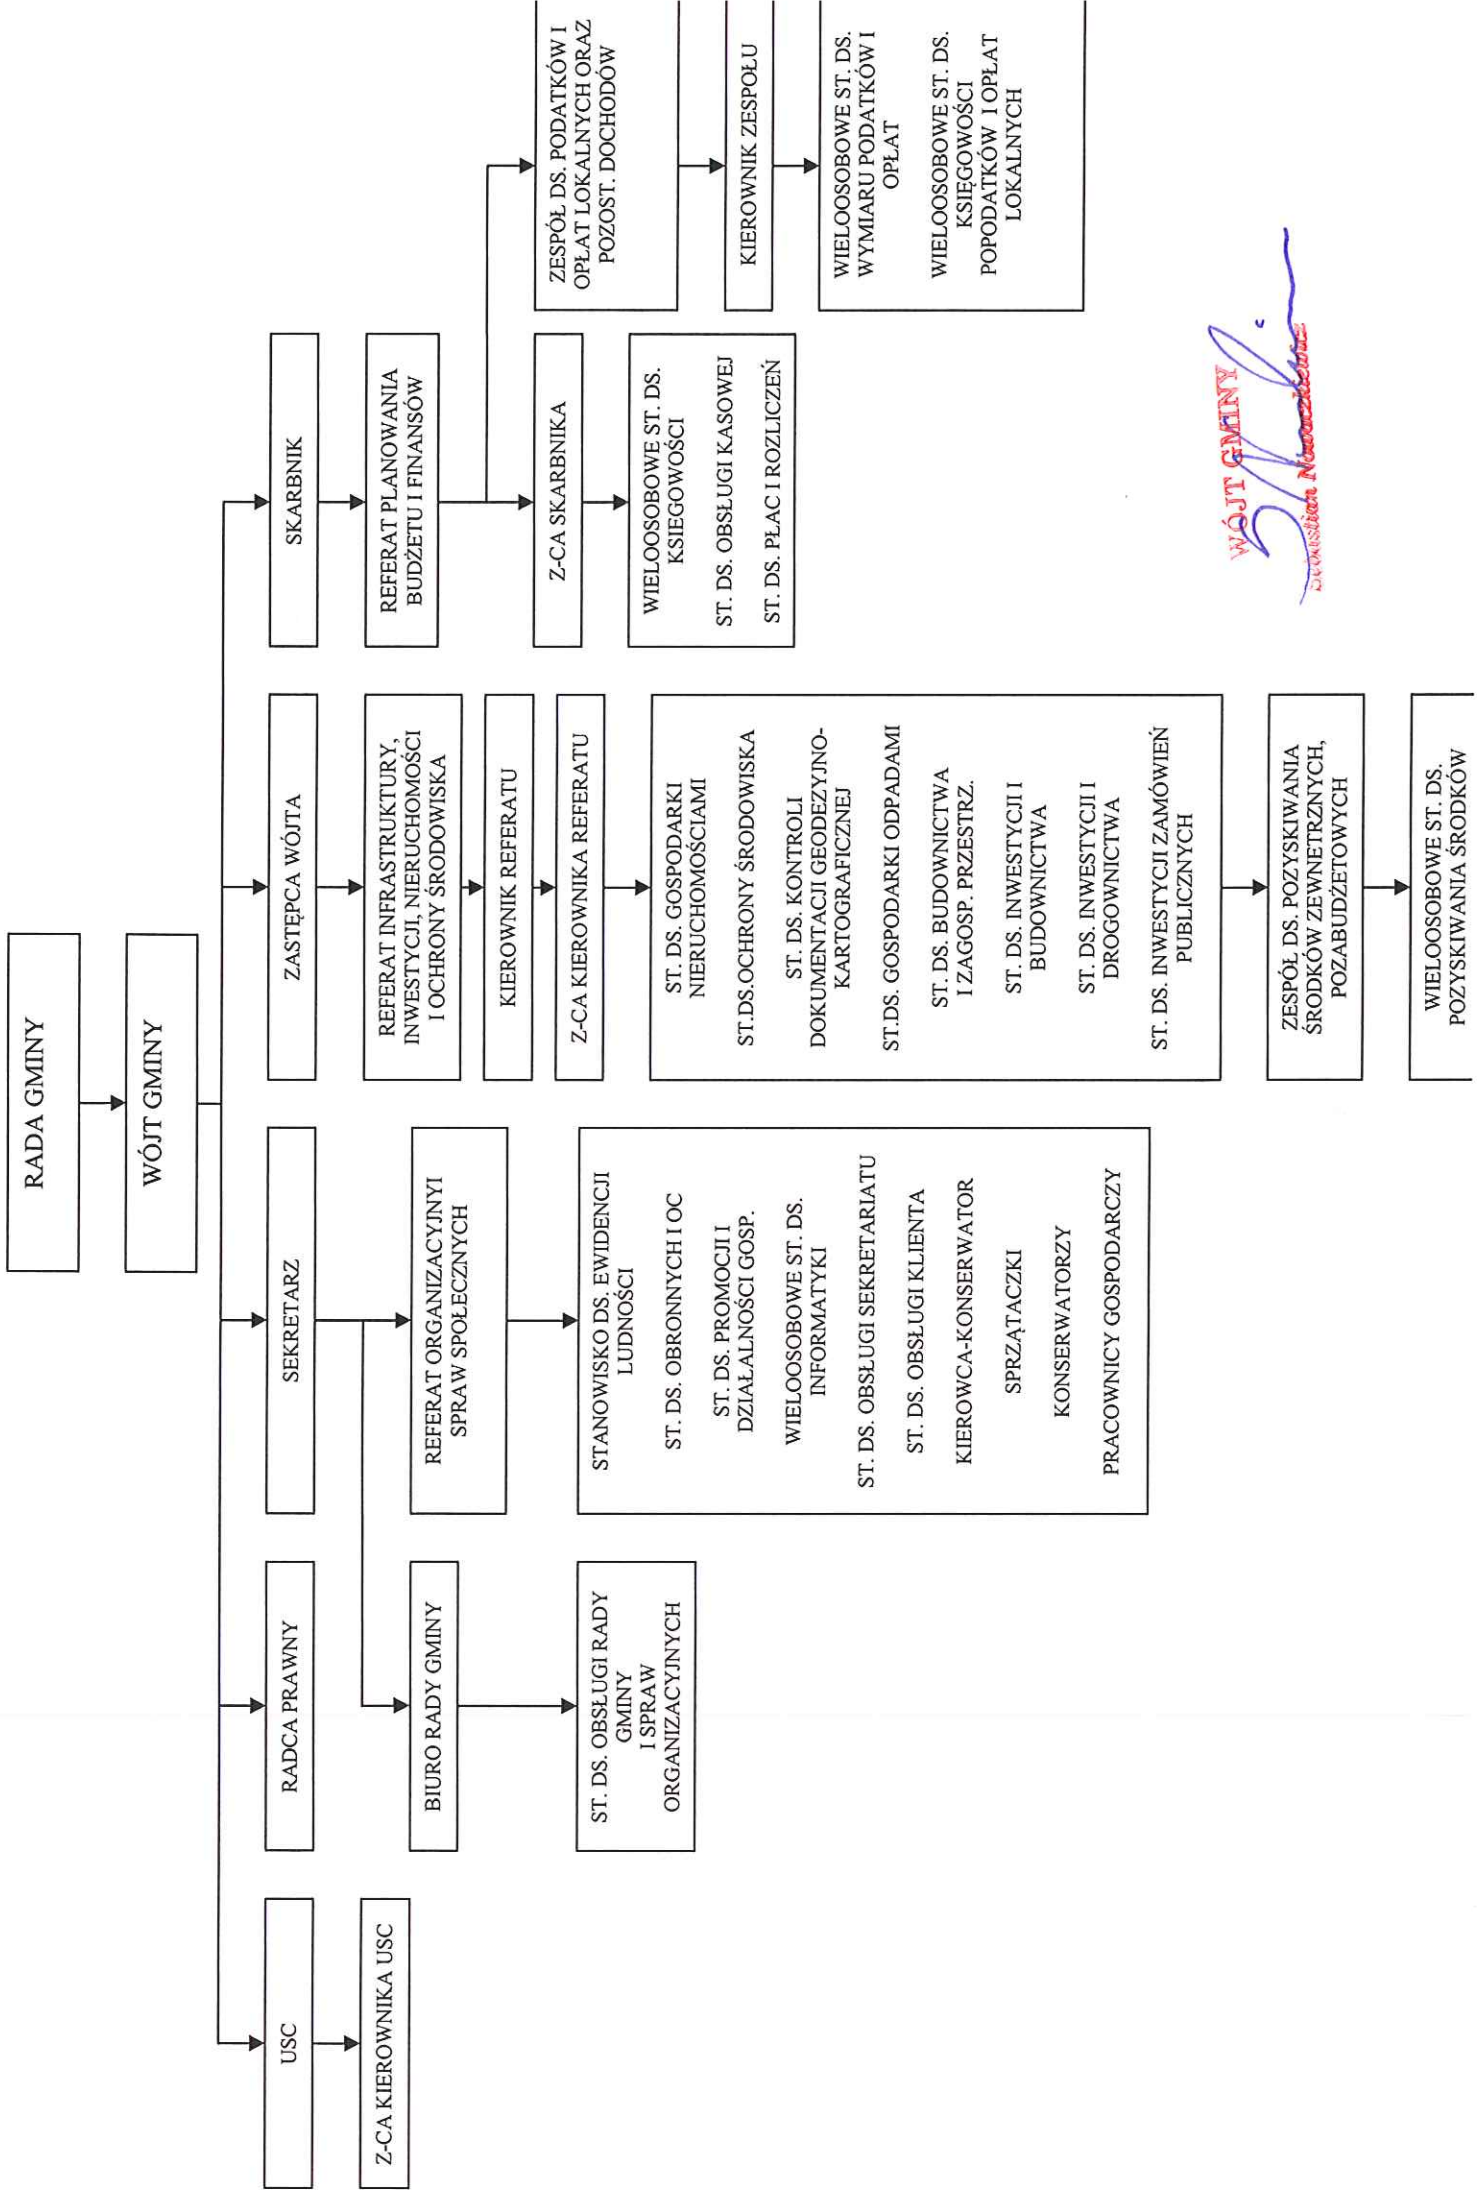 RADA GMINY
WÓJT GMINY
USC
Z-CA KIEROWNIKA USC
RADCA PRAWNY
SEKRETARZ
BIURO RADY GMINY
ST. DS. OBSŁUGI RADY
GMINY
I SPRAW
ORGANIZACYJNYCH
REFERAT ORGANIZACYJNYI
SPRAW SPOŁECZNYCH
STANOWISKO DS. EWIDENCJI
LUDNOŚCI
ST. DS. OBRONNYCH I OC
ST. DS. PROMOCJI I
DZIAŁALNOŚCI GOSP.
WIELOOSOBOWE ST. DS.
INFORMATYKI
ST. DS. OBSŁUGI SEKRETARIATU
ST. DS. OBSŁUGI KLIENTA
KIEROWCA-KONSERWATOR
SPRZĄTACZKI
KONSERWATORZY
PRACOWNICY GOSPODARCZY
ZASTĘPCA WÓJTA
REFERAT INFRASTRUKTURY,
INWESTYCJI, NIERUCHOMOŚCI
I OCHRONY ŚRODOWISKA
KIEROWNIK REFERATU
Z-CA KIEROWNIKA REFERATU
ST. DS. GOSPODARKI
NIERUCHOMOŚCIAMI
ST.DS.OCHRONY ŚRODOWISKA
ST. DS. KONTROLI
DOKUMENTACJI GEODEZYJNO-
KARTOGRAFICZNEJ
ST.DS. GOSPODARKI ODPADAMI
ST. DS. BUDOWNICTWA
I ZAGOSP. PRZESTRZ.
ST. DS. INWESTYCJI I
BUDOWNICTWA
ST. DS. INWESTYCJI I
DROGOWNICTWA
ST. DS. INWESTYCJI ZAMÓWIEŃ
PUBLICZNYCH
ZESPÓŁ DS. POZYSKIWANIA
ŚRODKÓW ZEWNETRZNYCH,
POZABUDŻETOWYCH
WIELOOSOBOWE ST. DS.
POZYSKIWANIA ŚRODKÓW
SKARBNIK
REFERAT PLANOWANIA
BUDŻETU I FINANSÓW
Z-CA SKARBNIKA
WIELOOSOBOWE ST. DS.
KSIEGOWOŚCI
ST. DS. OBSŁUGI KASOWEJ
ST. DS. PŁAC I ROZLICZEŃ
ZESPÓŁ DS. PODATKÓW I
OPŁAT LOKALNYCH ORAZ
POZOST. DOCHODÓW
KIEROWNIK ZESPOŁU
WIELOOSOBOWE ST. DS.
WYMIARU PODATKÓW I
OPŁAT
WIELOOSOBOWE ST. DS.
KSIĘGOWOŚCI
POPODATKÓW I OPŁAT
LOKALNYCH
WÓJT GMINY